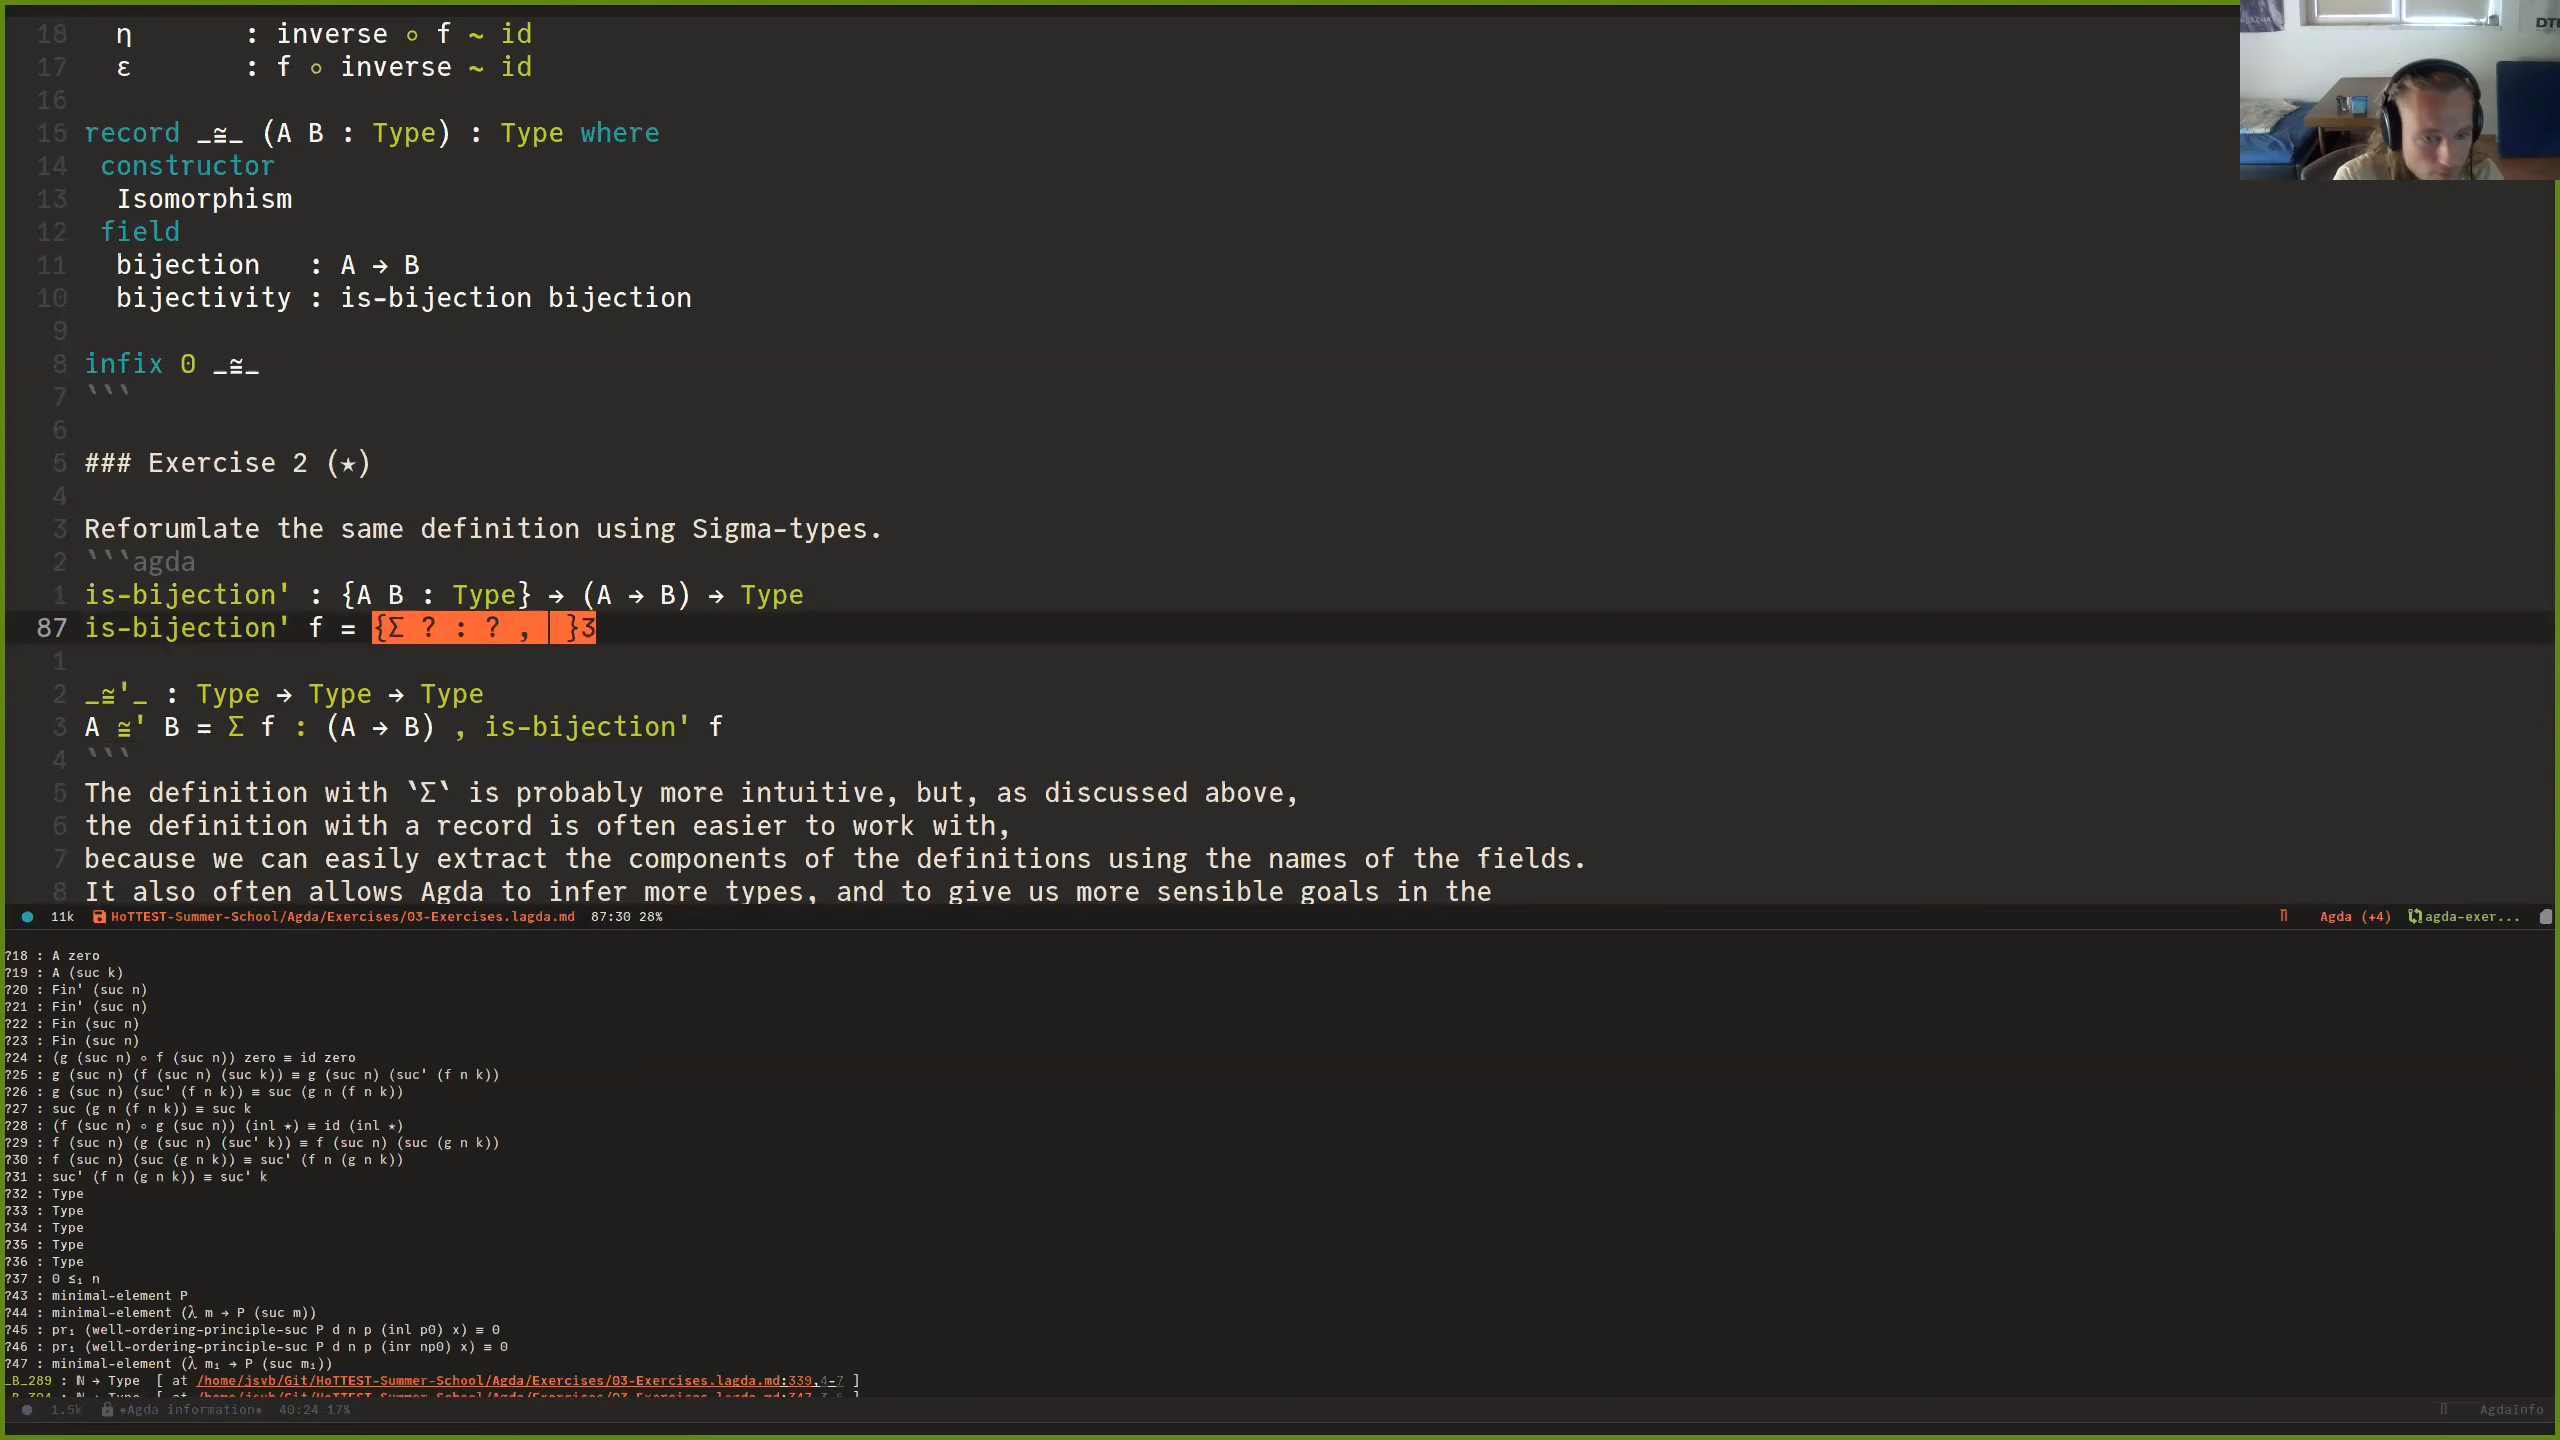 18 η : inverse ∘ f ~ id
17 ε : f ∘ inverse ~ id
16
15 record _≅_ (A B : Type) : Type where
14 constructor
13 Isomorphism
12 field
11 bijection : A → B
10 bijectivity : is-bijection bijection
9
8 infix 0 _≅_
7 ```
6
5 ### Exercise 2 (★)
4
3 Reforumlate the same definition using Sigma-types.
2 ```agda
1 is-bijection' : {A B : Type} → (A → B) → Type
87 is-bijection' f = {Σ ? : ? , }3
1
2 _≅'_ : Type → Type → Type
3 A ≅' B = Σ f : (A → B) , is-bijection' f
4 ```
5 The definition with `Σ` is probably more intuitive, but, as discussed above,
6 the definition with a record is often easier to work with,
7 because we can easily extract the components of the definitions using the names of the fields.
8 It also often allows Agda to infer more types, and to give us more sensible goals in the
11k HoTTEST-Summer-School/Agda/Exercises/03-Exercises.lagda.md 87:30 28% Π Agda (+4) agda-exer...
?18 : A zero
?19 : A (suc k)
?20 : Fin' (suc n)
?21 : Fin' (suc n)
?22 : Fin (suc n)
?23 : Fin (suc n)
?24 : (g (suc n) ∘ f (suc n)) zero ≡ id zero
?25 : g (suc n) (f (suc n) (suc k)) ≡ g (suc n) (suc' (f n k))
?26 : g (suc n) (suc' (f n k)) ≡ suc (g n (f n k))
?27 : suc (g n (f n k)) ≡ suc k
?28 : (f (suc n) ∘ g (suc n)) (inl ⋆) ≡ id (inl ⋆)
?29 : f (suc n) (g (suc n) (suc' k)) ≡ f (suc n) (suc (g n k))
?30 : f (suc n) (suc (g n k)) ≡ suc' (f n (g n k))
?31 : suc' (f n (g n k)) ≡ suc' k
?32 : Type
?33 : Type
?34 : Type
?35 : Type
?36 : Type
?37 : 0 ≤₁ n
?43 : minimal-element P
?44 : minimal-element (λ m → P (suc m))
?45 : pr₁ (well-ordering-principle-suc P d n p (inl p0) x) ≡ 0
?46 : pr₁ (well-ordering-principle-suc P d n p (inr np0) x) ≡ 0
?47 : minimal-element (λ m₁ → P (suc m₁))
_B_289 : ℕ → Type [ at /home/jsvb/Git/HoTTEST-Summer-School/Agda/Exercises/03-Exercises.lagda.md:339,4-7 ]
1.5k *Agda information* 40:24 17% AgdaInfo